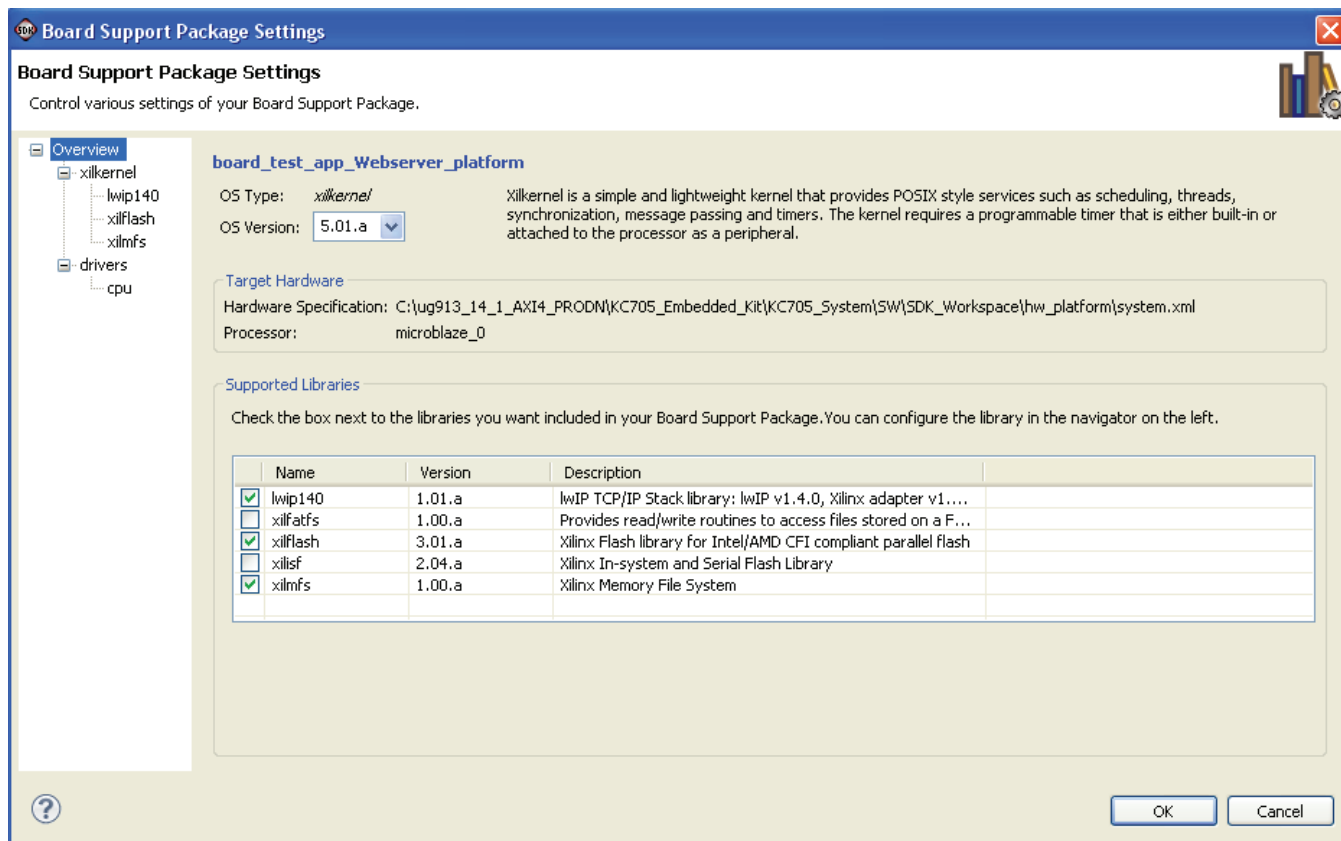 SDK Board Support Package Settings
Board Support Package Settings
Control various settings of your Board Support Package.
Overview
xilkernel
lwip140
xilflash
xilmfs
drivers
cpu
board_test_app_Webserver_platform
OS Type: xilkernel
OS Version: 5.01.a
Xilkernel is a simple and lightweight kernel that provides POSIX style services such as scheduling, threads,
synchronization, message passing and timers. The kernel requires a programmable timer that is either built-in or
attached to the processor as a peripheral.
Target Hardware
Hardware Specification: C:\ug913_14_1_AXI4_PRODN\KC705_Embedded_Kit\KC705_System\SW\SDK_Workspace\hw_platform\system.xml
Processor: microblaze_0
Supported Libraries
Check the box next to the libraries you want included in your Board Support Package.You can configure the library in the navigator on the left.
Name Version Description
lwip140 1.01.a lwIP TCP/IP Stack library: lwIP v1.4.0, Xilinx adapter v1....
xilfatfs 1.00.a Provides read/write routines to access files stored on a F...
xilflash 3.01.a Xilinx Flash library for Intel/AMD CFI compliant parallel flash
xilisf 2.04.a Xilinx In-system and Serial Flash Library
xilmfs 1.00.a Xilinx Memory File System
?
OK Cancel